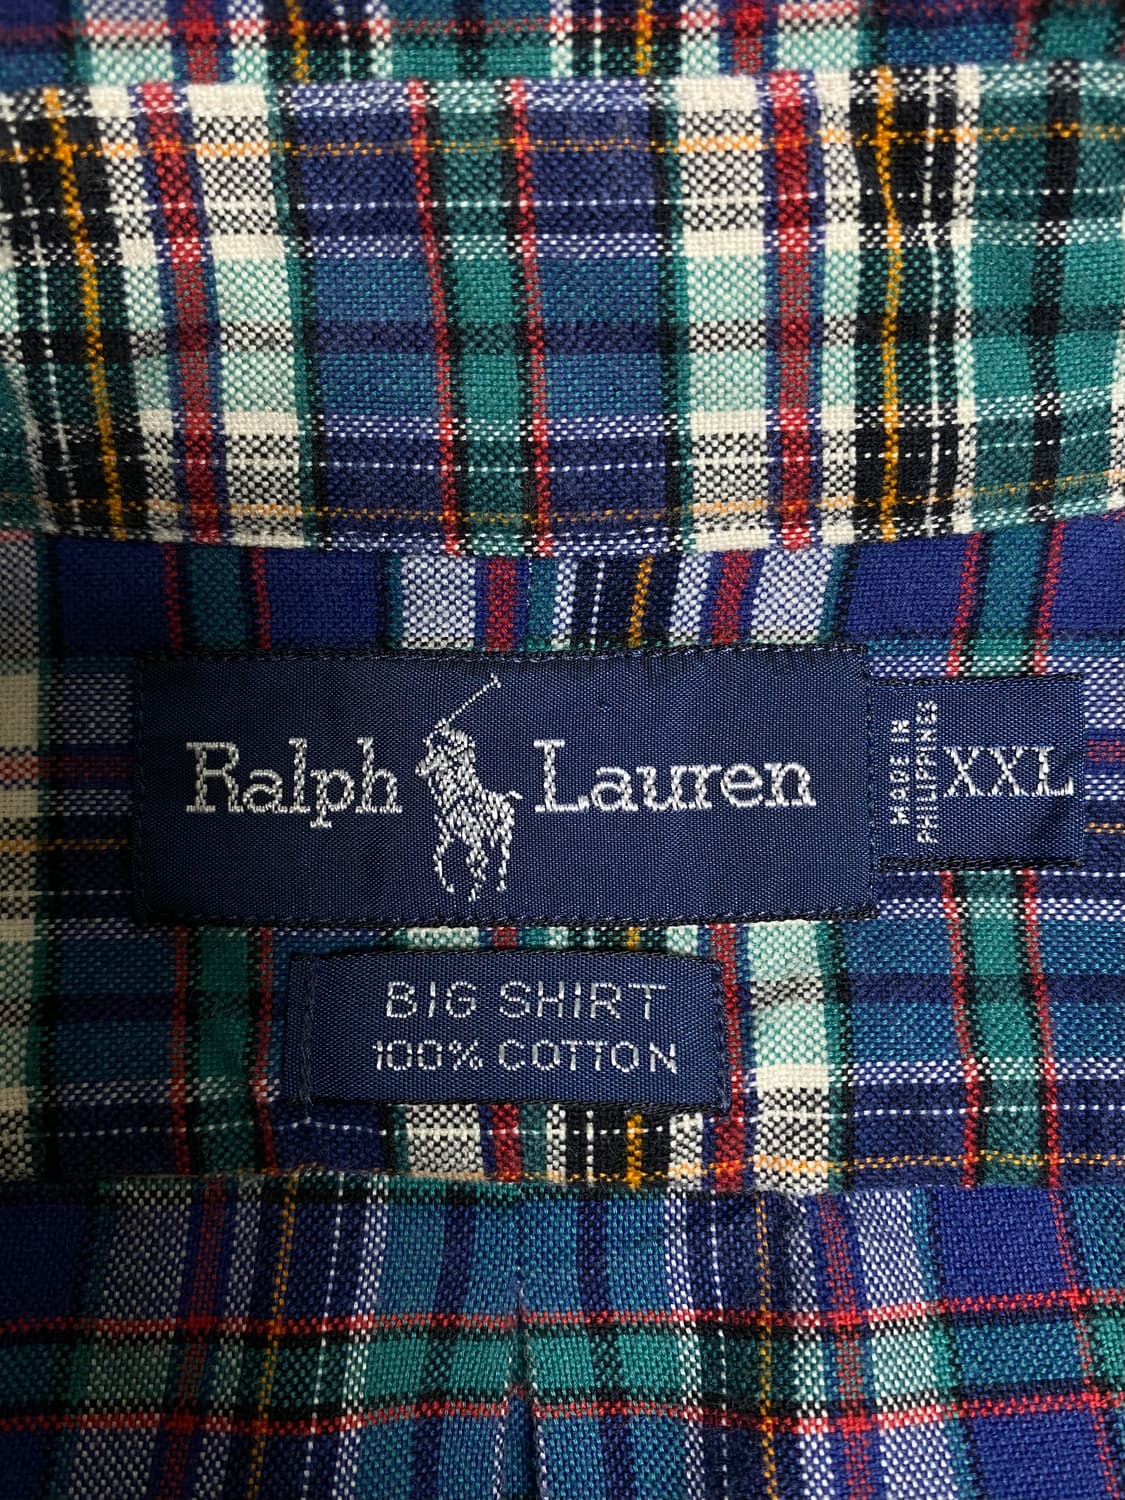 Ralph Lauren
MADE IN
PHILIPPINES
XXL
BIG SHIRT
100% COTTON